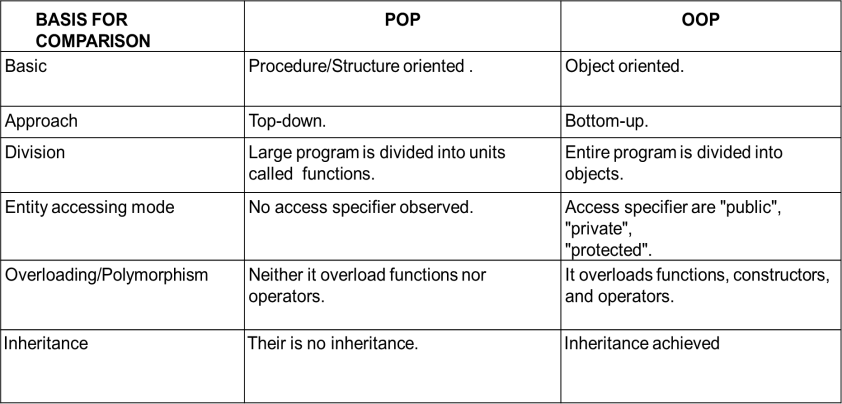 BASIS FOR COMPARISON POP OOP
Basic Procedure/Structure oriented . Object oriented.
Approach Top-down. Bottom-up.
Division Large program is divided into units Entire program is divided into
called functions. objects.
Entity accessing mode No access specifier observed. Access specifier are "public",
"private",
"protected".
Overloading/Polymorphism Neither it overload functions nor It overloads functions, constructors,
operators. and operators.
Inheritance Their is no inheritance. Inheritance achieved